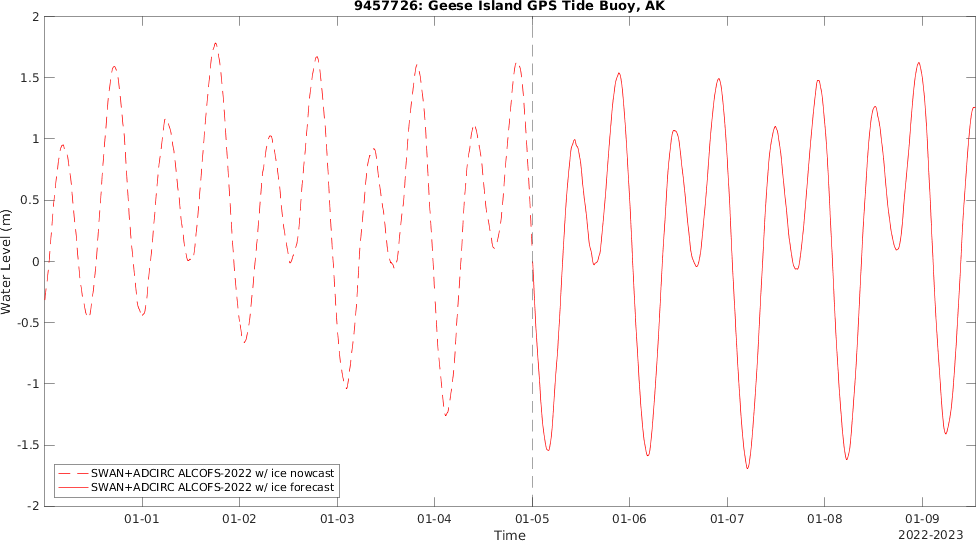 9457726: Geese Island GPS Tide Buoy, AK
2
1.5
1
0.5
0
-0.5
-1
-1.5
-2
Water Level (m)
SWAN+ADCIRC ALCOFS-2022 w/ ice nowcast
SWAN+ADCIRC ALCOFS-2022 w/ ice forecast
01-01 01-02 01-03 01-04 01-05 01-06 01-07 01-08 01-09
Time
2022-2023